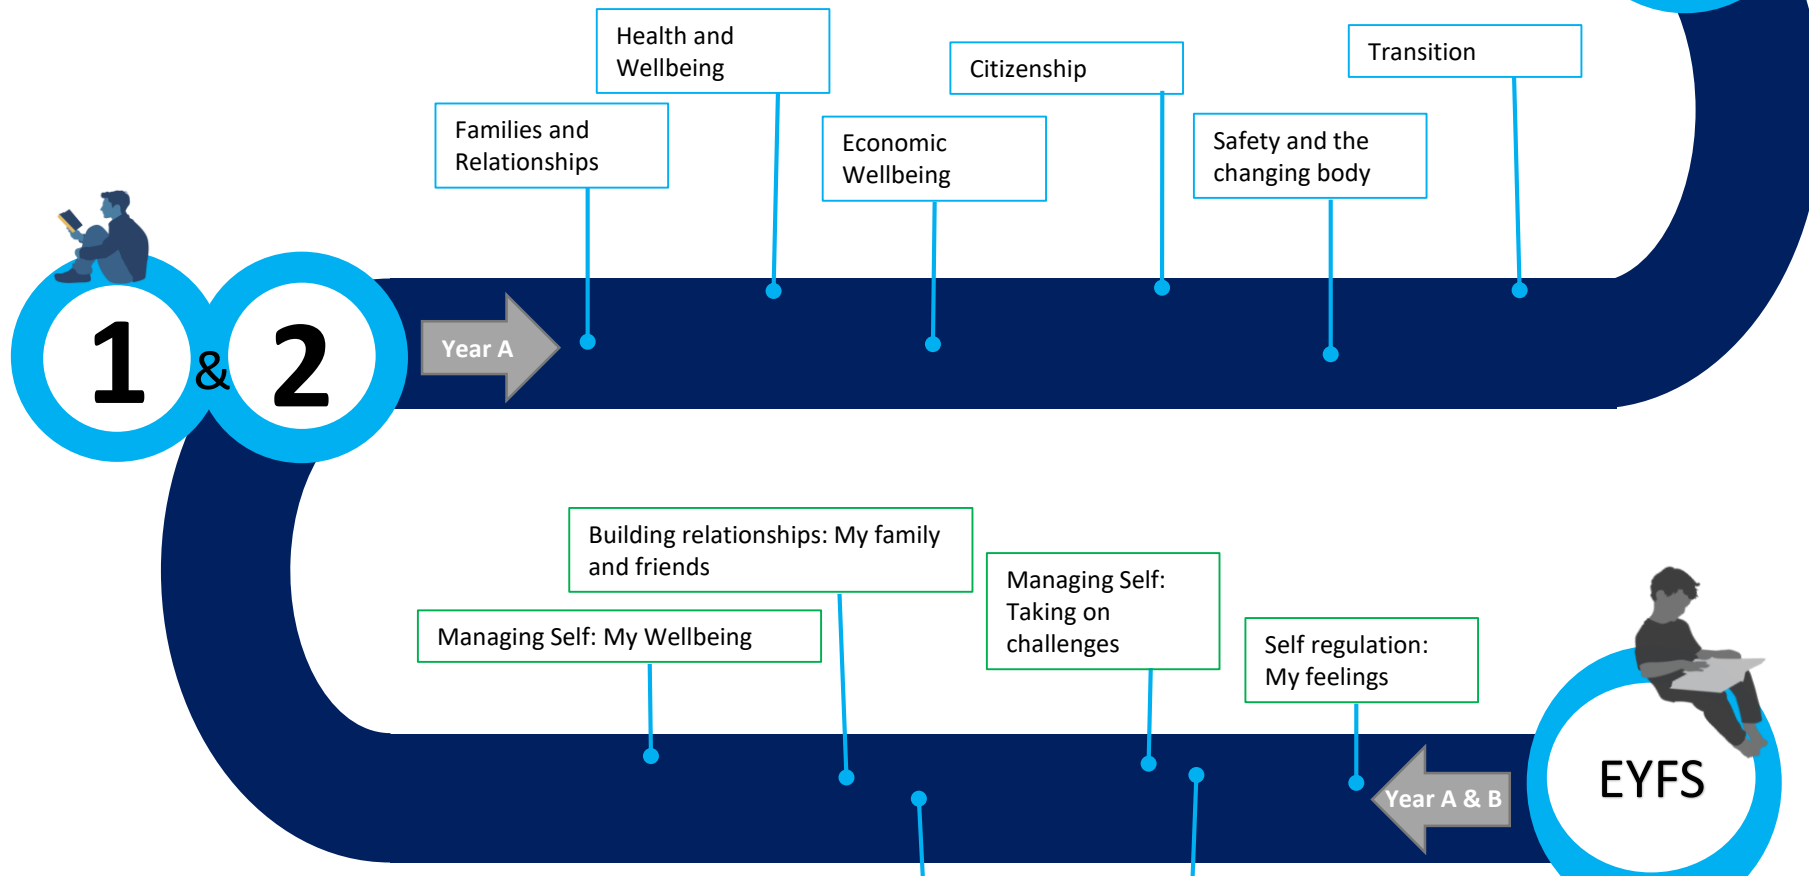 Health and
Wellbeing
Citizenship
Transition
Families and
Relationships
Economic
Wellbeing
Safety and the
changing body
1 & 2
Year A
Building relationships: My family
and friends
Managing Self:
Taking on
challenges
Managing Self: My Wellbeing
Self regulation:
My feelings
Year A & B
EYFS